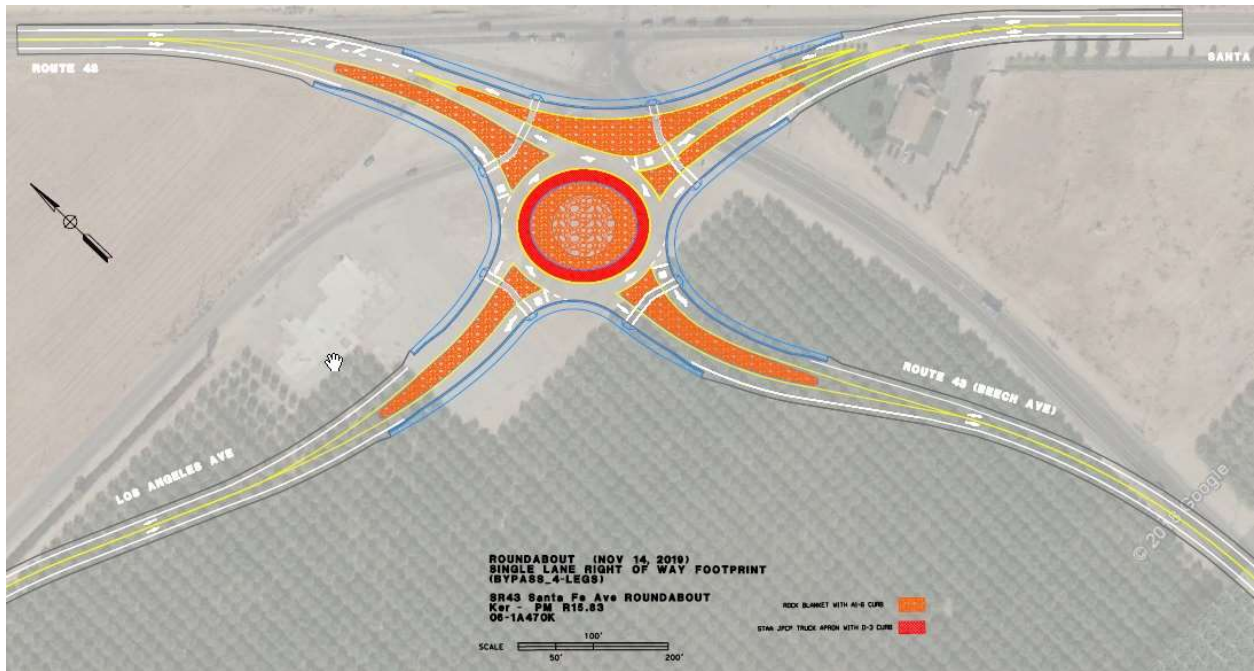 ROUTE 43
SANTA
ROUTE 43 (BEECH AVE)
LOS ANGELES AVE
Google
ROUNDABOUT (NOV 14, 2019)
SINGLE LANE RIGHT OF WAY FOOTPRINT
(BYPASS_4-LEGS)
SR43 Santa Fe Ave ROUNDABOUT
Ker - PM R15.83
06-1A470K
ROCK BLANKET WITH A1-6 CURB
STAN JPCP TRUCK APRON WITH D-3 CURB
SCALE
100'
50'
200'